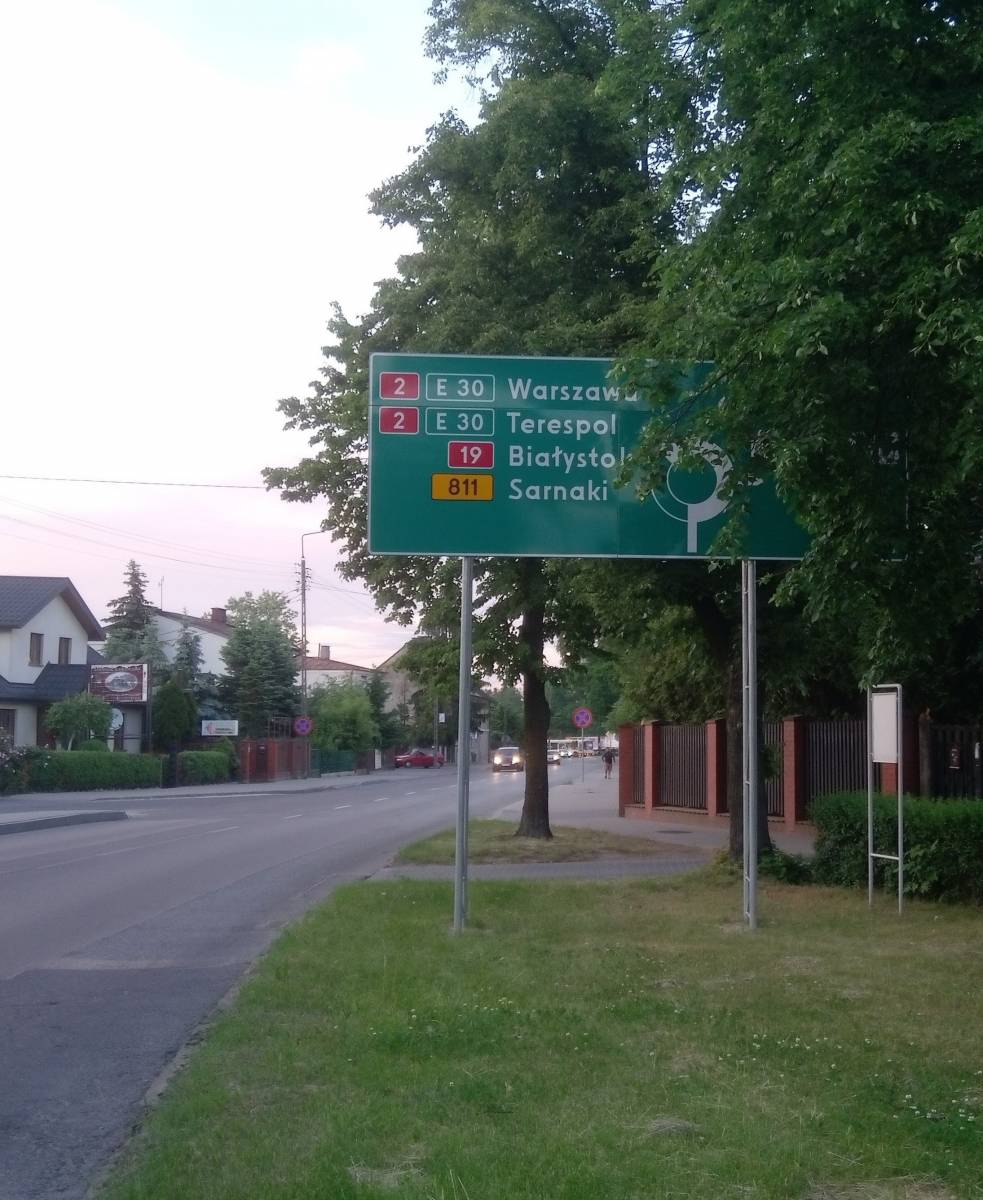 2 E 30 Warszawa
2 E 30 Terespol
19 Białystok
811 Sarnaki